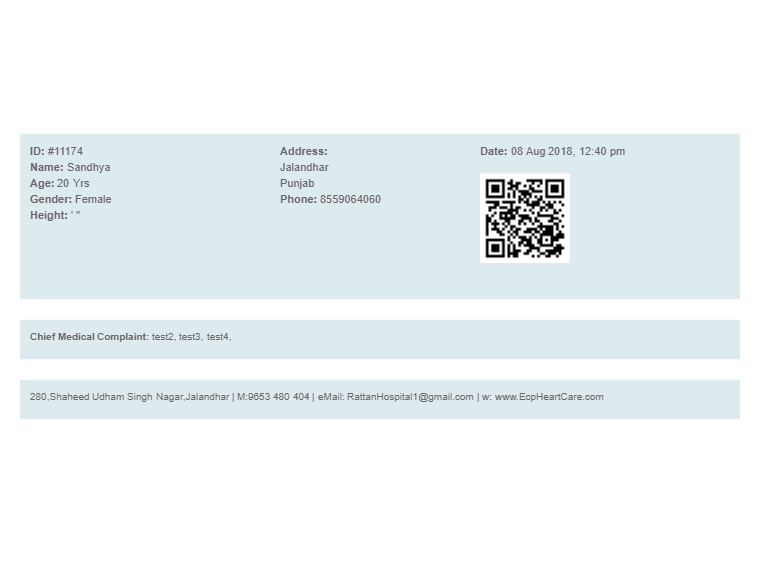 ID: #11174
Name: Sandhya
Age: 20 Yrs
Gender: Female
Height: ' "
Address:
Jalandhar
Punjab
Phone: 8559064060
Date: 08 Aug 2018, 12:40 pm
Chief Medical Complaint: test2, test3, test4,
280,Shaheed Udham Singh Nagar,Jalandhar | M:9653 480 404 | eMail: RattanHospital1@gmail.com | w: www.EcpHeartCare.com